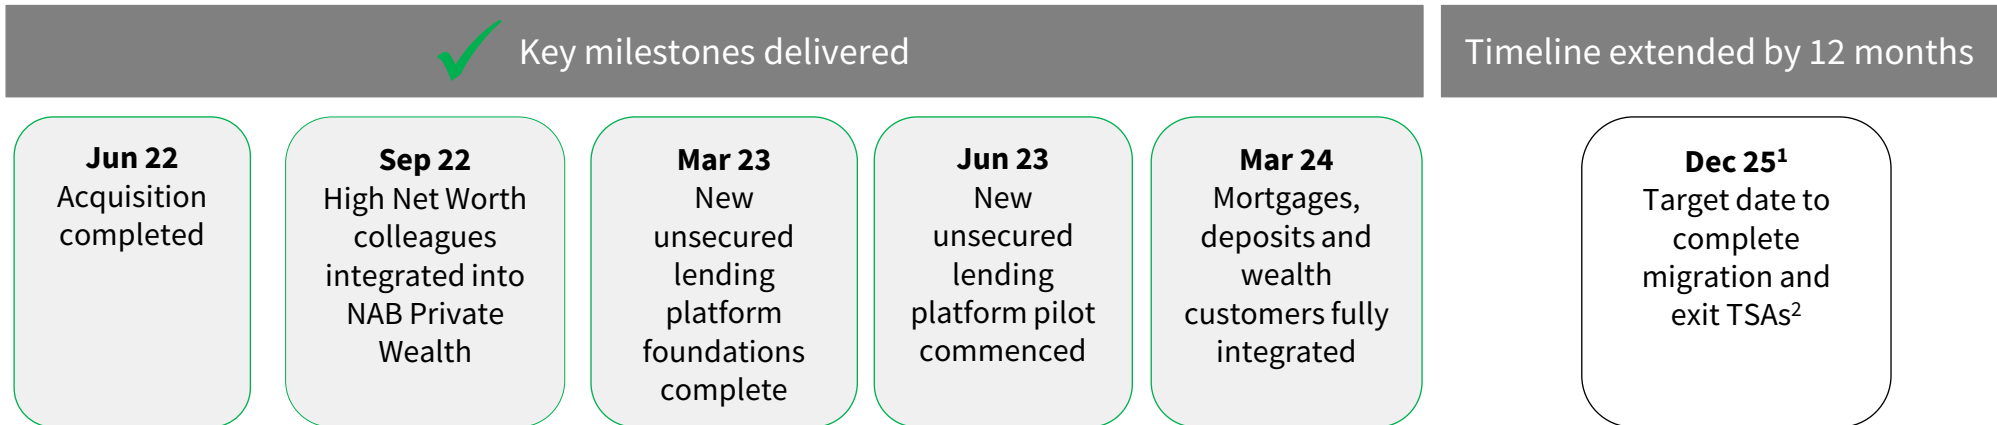 Key milestones delivered
Timeline extended by 12 months
Jun 22
Acquisition
completed
Sep 22
High Net Worth
colleagues
integrated into
NAB Private
Wealth
Mar 23
New
unsecured
lending
platform
foundations
complete
Jun 23
New
unsecured
lending
platform pilot
commenced
Mar 24
Mortgages,
deposits and
wealth
customers fully
integrated
Dec 25¹
Target date to
complete
migration and
exit TSAs²